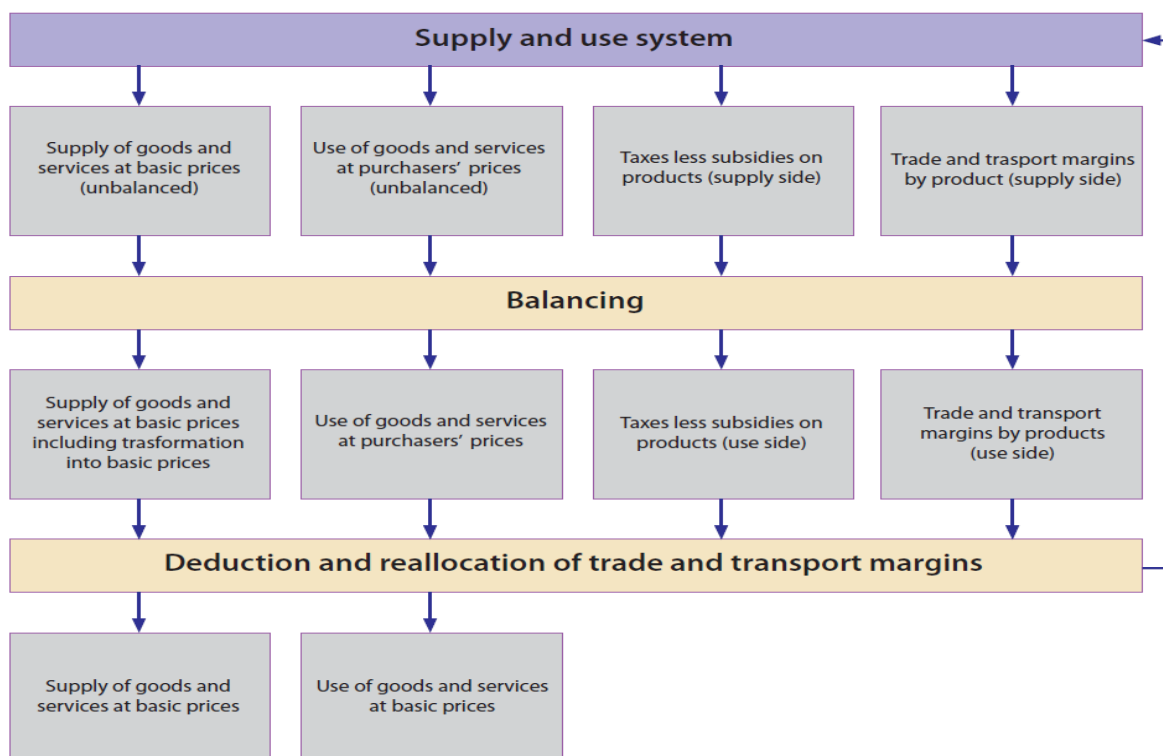 Supply and use system
Supply of goods and
services at basic prices
(unbalanced)
Use of goods and services
at purchasers’ prices
(unbalanced)
Taxes less subsidies on
products (supply side)
Trade and trasport margins
by product (supply side)
Balancing
Supply of goods and
services at basic prices
including trasformation
into basic prices
Use of goods and services
at purchasers’ prices
Taxes less subsidies on
products (use side)
Trade and transport
margins by products
(use side)
Deduction and reallocation of trade and transport margins
Supply of goods and
services at basic prices
Use of goods and services
at basic prices